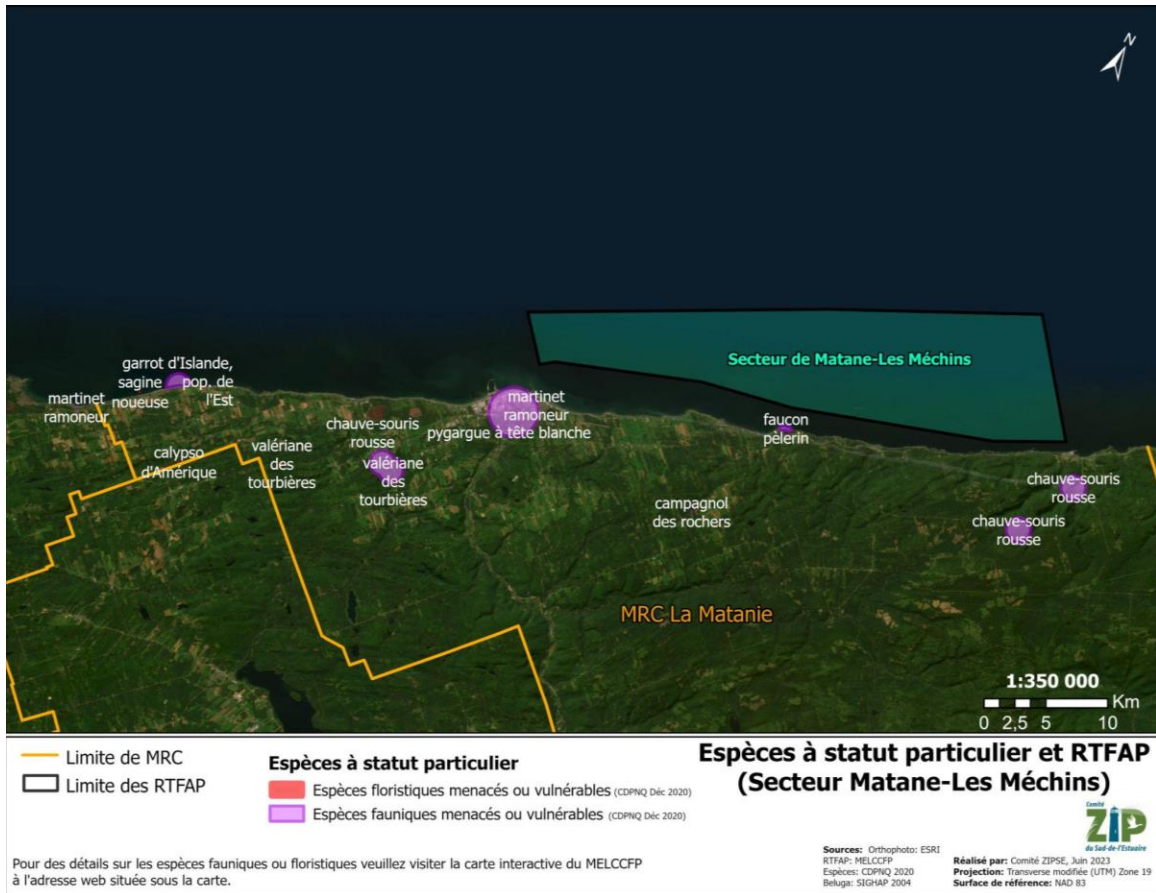 N
Secteur de Matane-Les Méchins
garrot d'Islande,
sagine pop. de
noueuse l'Est
martinet
ramoneur
calypso
d'Amérique
valériane
des
tourbières
chauve-souris
rousse
valériane
des
tourbières
martinet
ramoneur
pygargue à tête blanche
faucon
pèlerin
campagnol
des rochers
chauve-souris
rousse
chauve-souris
rousse
MRC La Matanie
1:350 000
Km
0 2,5 5 10
Limite de MRC
Limite des RTFAP
Espèces à statut particulier
Espèces floristiques menacés ou vulnérables (CDPNQ Déc 2020)
Espèces fauniques menacés ou vulnérables (CDPNQ Déc 2020)
Espèces à statut particulier et RTFAP
(Secteur Matane-Les Méchins)
Comité
ZIP
du Sud-de-l'Estuaire
Pour des détails sur les espèces fauniques ou floristiques veuillez visiter la carte interactive du MELCCFP
à l'adresse web située sous la carte.
Sources: Orthophoto: ESRI
RTFAP: MELCCFP
Espèces: CDPNQ 2020
Beluga: SIGHAP 2004
Réalisé par: Comité ZIPSE, Juin 2023
Projection: Transverse modifiée (UTM) Zone 19
Surface de référence: NAD 83